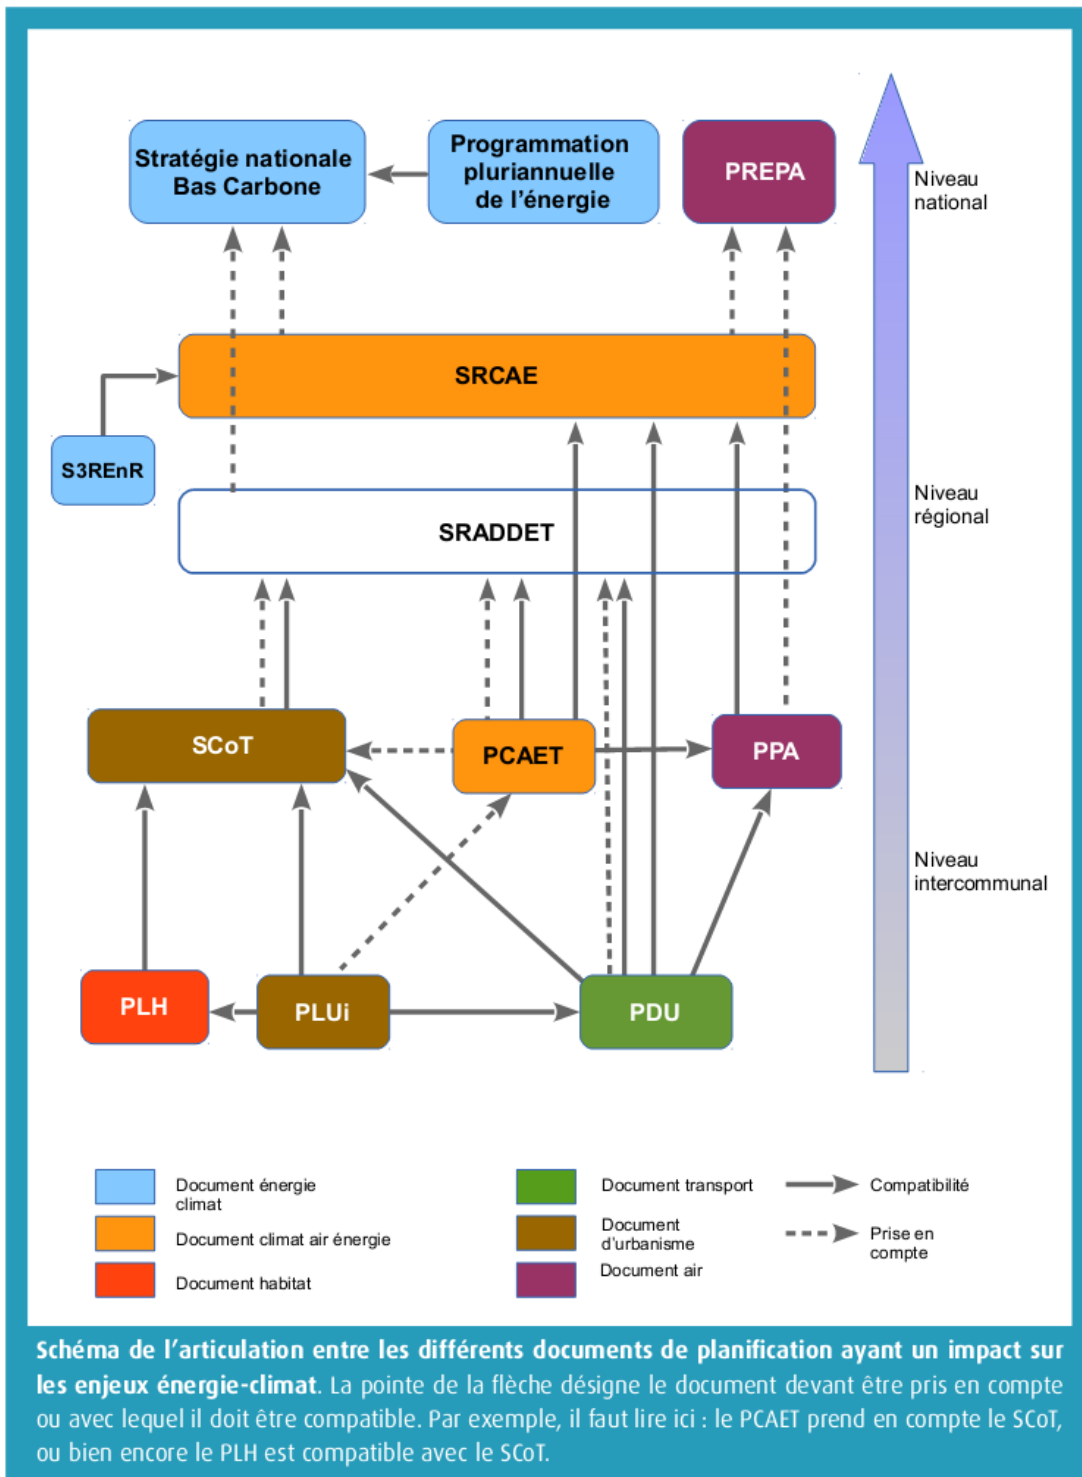 Stratégie nationale
Bas Carbone
Programmation
pluriannuelle
de l'énergie
PREPA
Niveau
national
SRCAE
S3REnR
Niveau
régional
SRADDET
SCoT
PCAET
PPA
Niveau
intercommunal
PLH
PLUi
PDU
Document énergie
climat
Document climat air énergie
Document habitat
Document transport
Document
d'urbanisme
Document air
Compatibilité
Prise en
compte
Schéma de l'articulation entre les différents documents de planification ayant un impact sur
les enjeux énergie-climat. La pointe de la flèche désigne le document devant être pris en compte
ou avec lequel il doit être compatible. Par exemple, il faut lire ici : le PCAET prend en compte le SCoT,
ou bien encore le PLH est compatible avec le SCoT.